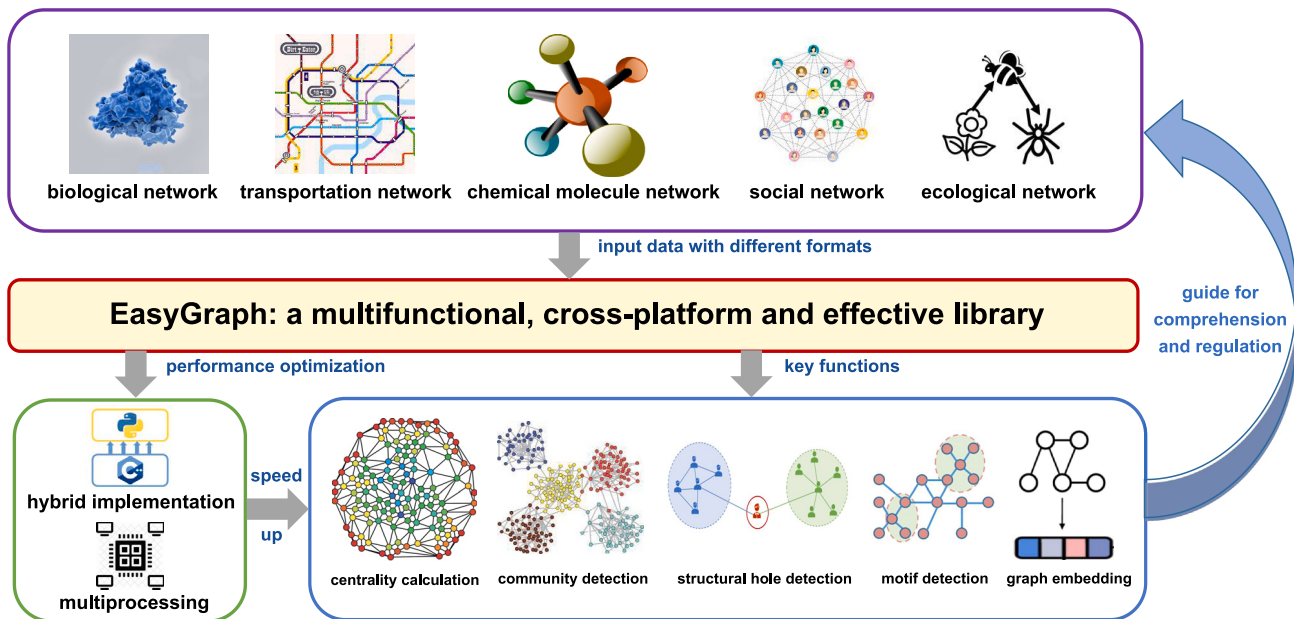 biological network
transportation network
chemical molecule network
social network
ecological network
input data with different formats
EasyGraph: a multifunctional, cross-platform and effective library
guide for
comprehension
and regulation
performance optimization
key functions
hybrid implementation
multiprocessing
speed
up
centrality calculation
community detection
structural hole detection
motif detection
graph embedding